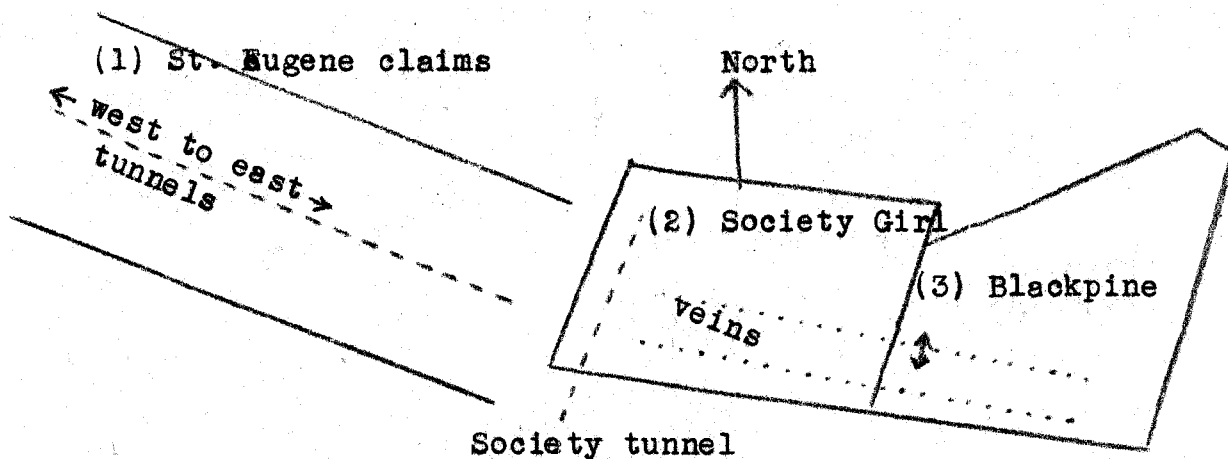 (1) St. Eugene claims
North
← west to east →
tunnels
(2) Society Girl
(3) Blackpine
veins
Society tunnel